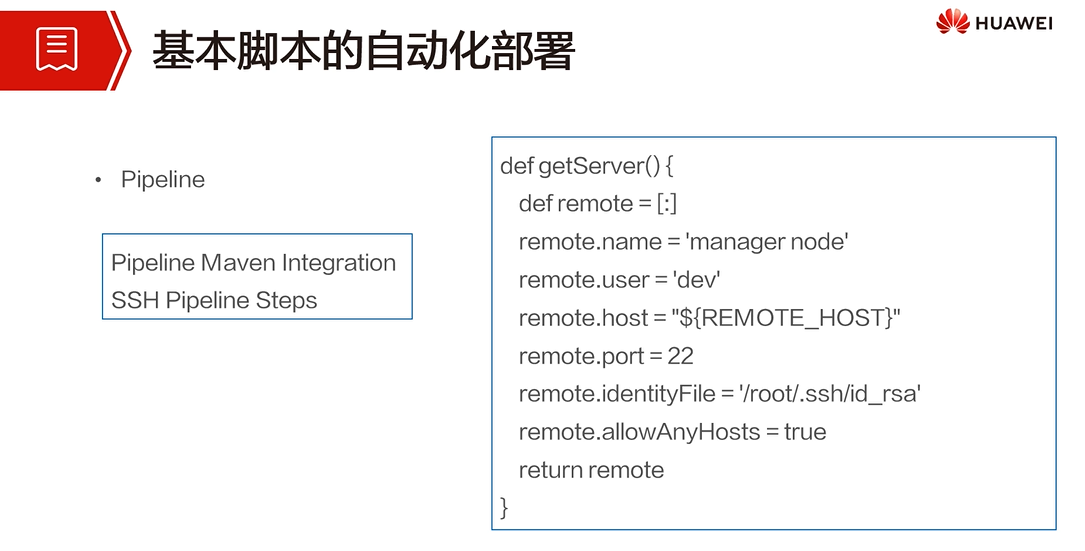 基本脚本的自动化部署
HUAWEI
• Pipeline
Pipeline Maven Integration
SSH Pipeline Steps
def getServer() {
def remote = [:]
remote.name = 'manager node'
remote.user = 'dev'
remote.host = "${REMOTE_HOST}"
remote.port = 22
remote.identityFile = '/root/.ssh/id_rsa'
remote.allowAnyHosts = true
return remote
}